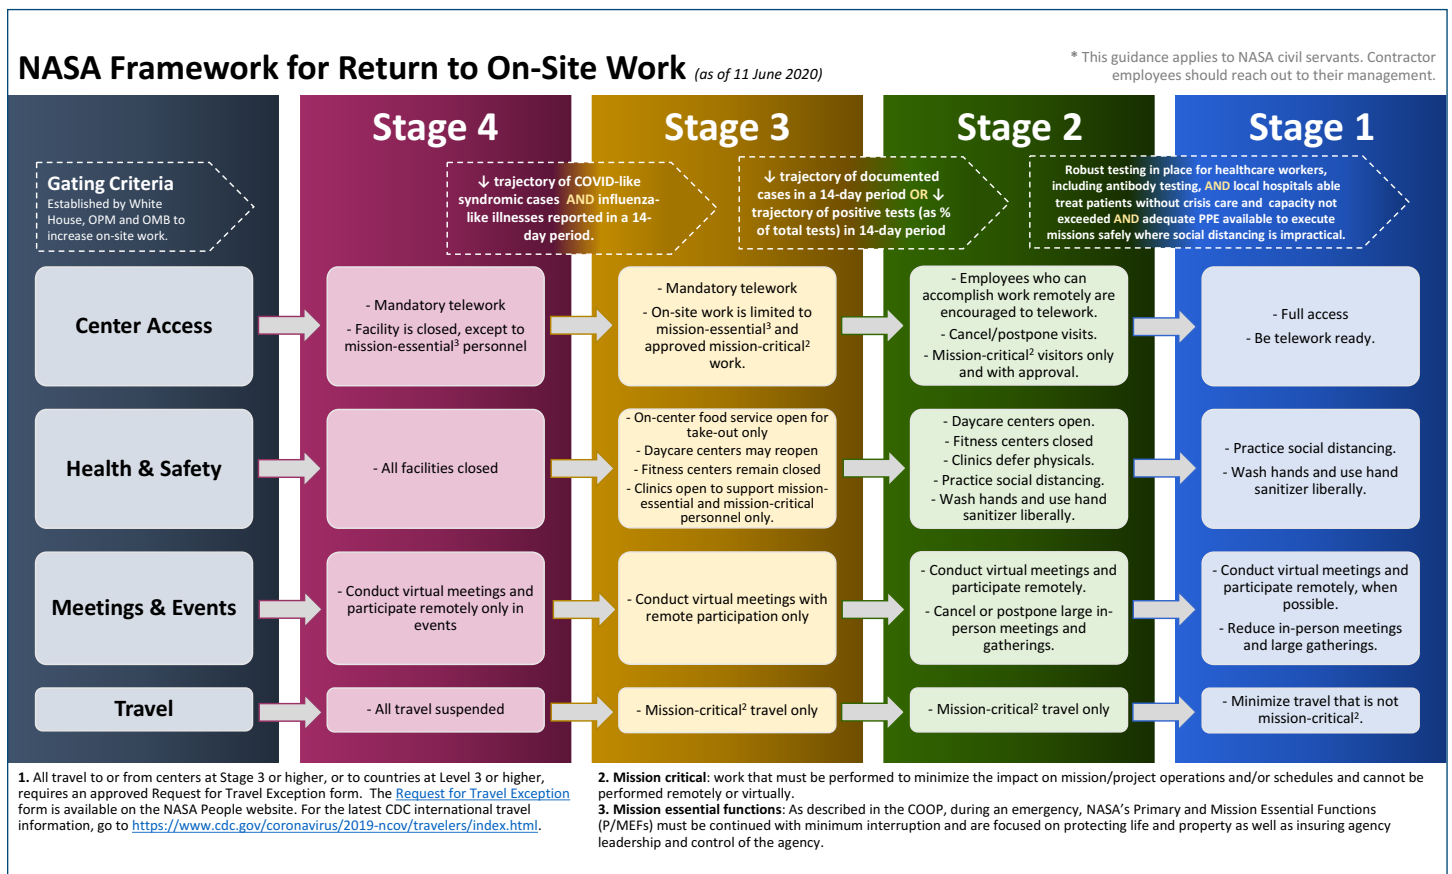 NASA Framework for Return to On-Site Work (as of 11 June 2020)
* This guidance applies to NASA civil servants. Contractor
employees should reach out to their management.
Stage 4
Stage 3
Stage 2
Stage 1
Gating Criteria
Established by White
House, OPM and OMB to
increase on-site work.
↓ trajectory of COVID-like
syndromic cases AND influenza-
like illnesses reported in a 14-
day period.
↓ trajectory of documented
cases in a 14-day period OR ↓
trajectory of positive tests (as %
of total tests) in 14-day period
Robust testing in place for healthcare workers,
including antibody testing, AND local hospitals able
treat patients without crisis care and capacity not
exceeded AND adequate PPE available to execute
missions safely where social distancing is impractical.
Center Access
- Mandatory telework
- Facility is closed, except to
mission-essential³ personnel
- Mandatory telework
- On-site work is limited to
mission-essential³ and
approved mission-critical²
work.
- Employees who can
accomplish work remotely are
encouraged to telework.
- Cancel/postpone visits.
- Mission-critical² visitors only
and with approval.
- Full access
- Be telework ready.
Health & Safety
- All facilities closed
- On-center food service open for
take-out only
- Daycare centers may reopen
- Fitness centers remain closed
- Clinics open to support mission-
essential and mission-critical
personnel only.
- Daycare centers open.
- Fitness centers closed
- Clinics defer physicals.
- Practice social distancing.
- Wash hands and use hand
sanitizer liberally.
- Practice social distancing.
- Wash hands and use hand
sanitizer liberally.
Meetings & Events
- Conduct virtual meetings and
participate remotely only in
events
- Conduct virtual meetings with
remote participation only
- Conduct virtual meetings and
participate remotely.
- Cancel or postpone large in-
person meetings and
gatherings.
- Conduct virtual meetings and
participate remotely, when
possible.
- Reduce in-person meetings
and large gatherings.
Travel
- All travel suspended
- Mission-critical² travel only
- Mission-critical² travel only
- Minimize travel that is not
mission-critical².
1. All travel to or from centers at Stage 3 or higher, or to countries at Level 3 or higher,
requires an approved Request for Travel Exception form. The Request for Travel Exception
form is available on the NASA People website. For the latest CDC international travel
information, go to https://www.cdc.gov/coronavirus/2019-ncov/travelers/index.html.
2. Mission critical: work that must be performed to minimize the impact on mission/project operations and/or schedules and cannot be
performed remotely or virtually.
3. Mission essential functions: As described in the COOP, during an emergency, NASA's Primary and Mission Essential Functions
(P/MEFs) must be continued with minimum interruption and are focused on protecting life and property as well as insuring agency
leadership and control of the agency.